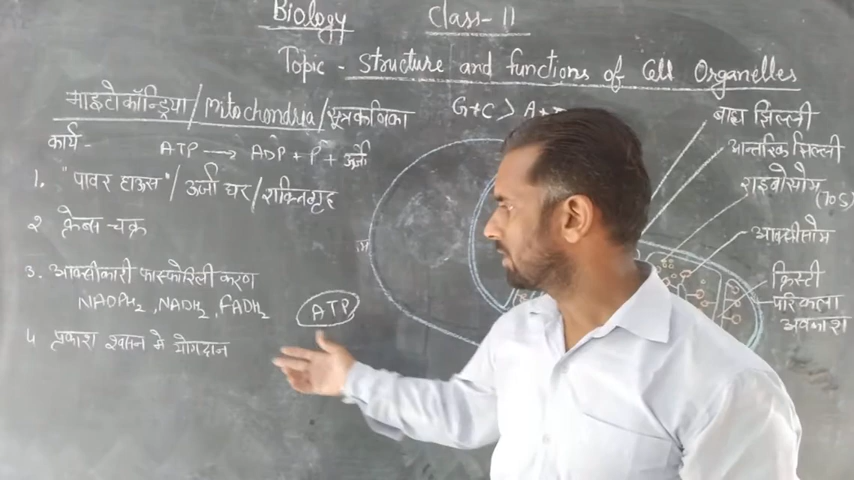 Biology Class-11
Topic - Structure and functions of Cell Organelles
माइटोकॉन्ड्रिया / Mitochondria / सूत्रकणिका
G+C > A+
कार्य-
ATP → ADP + P + ऊर्जा
1. "पावर हाऊस" / ऊर्जा घर / शक्तिगृह
2 क्रेब्स चक्र
3. आक्सीकारी फास्फोरिलीकरण
NADPH₂, NADH₂, FADH₂
ATP
4 प्रकाश श्वसन मे योगदान
बाह्य झिल्ली
आन्तरिक झिल्ली
राइबोसोम
(70S)
आक्सीसोम
क्रिस्टी
परिकला
अवकाश